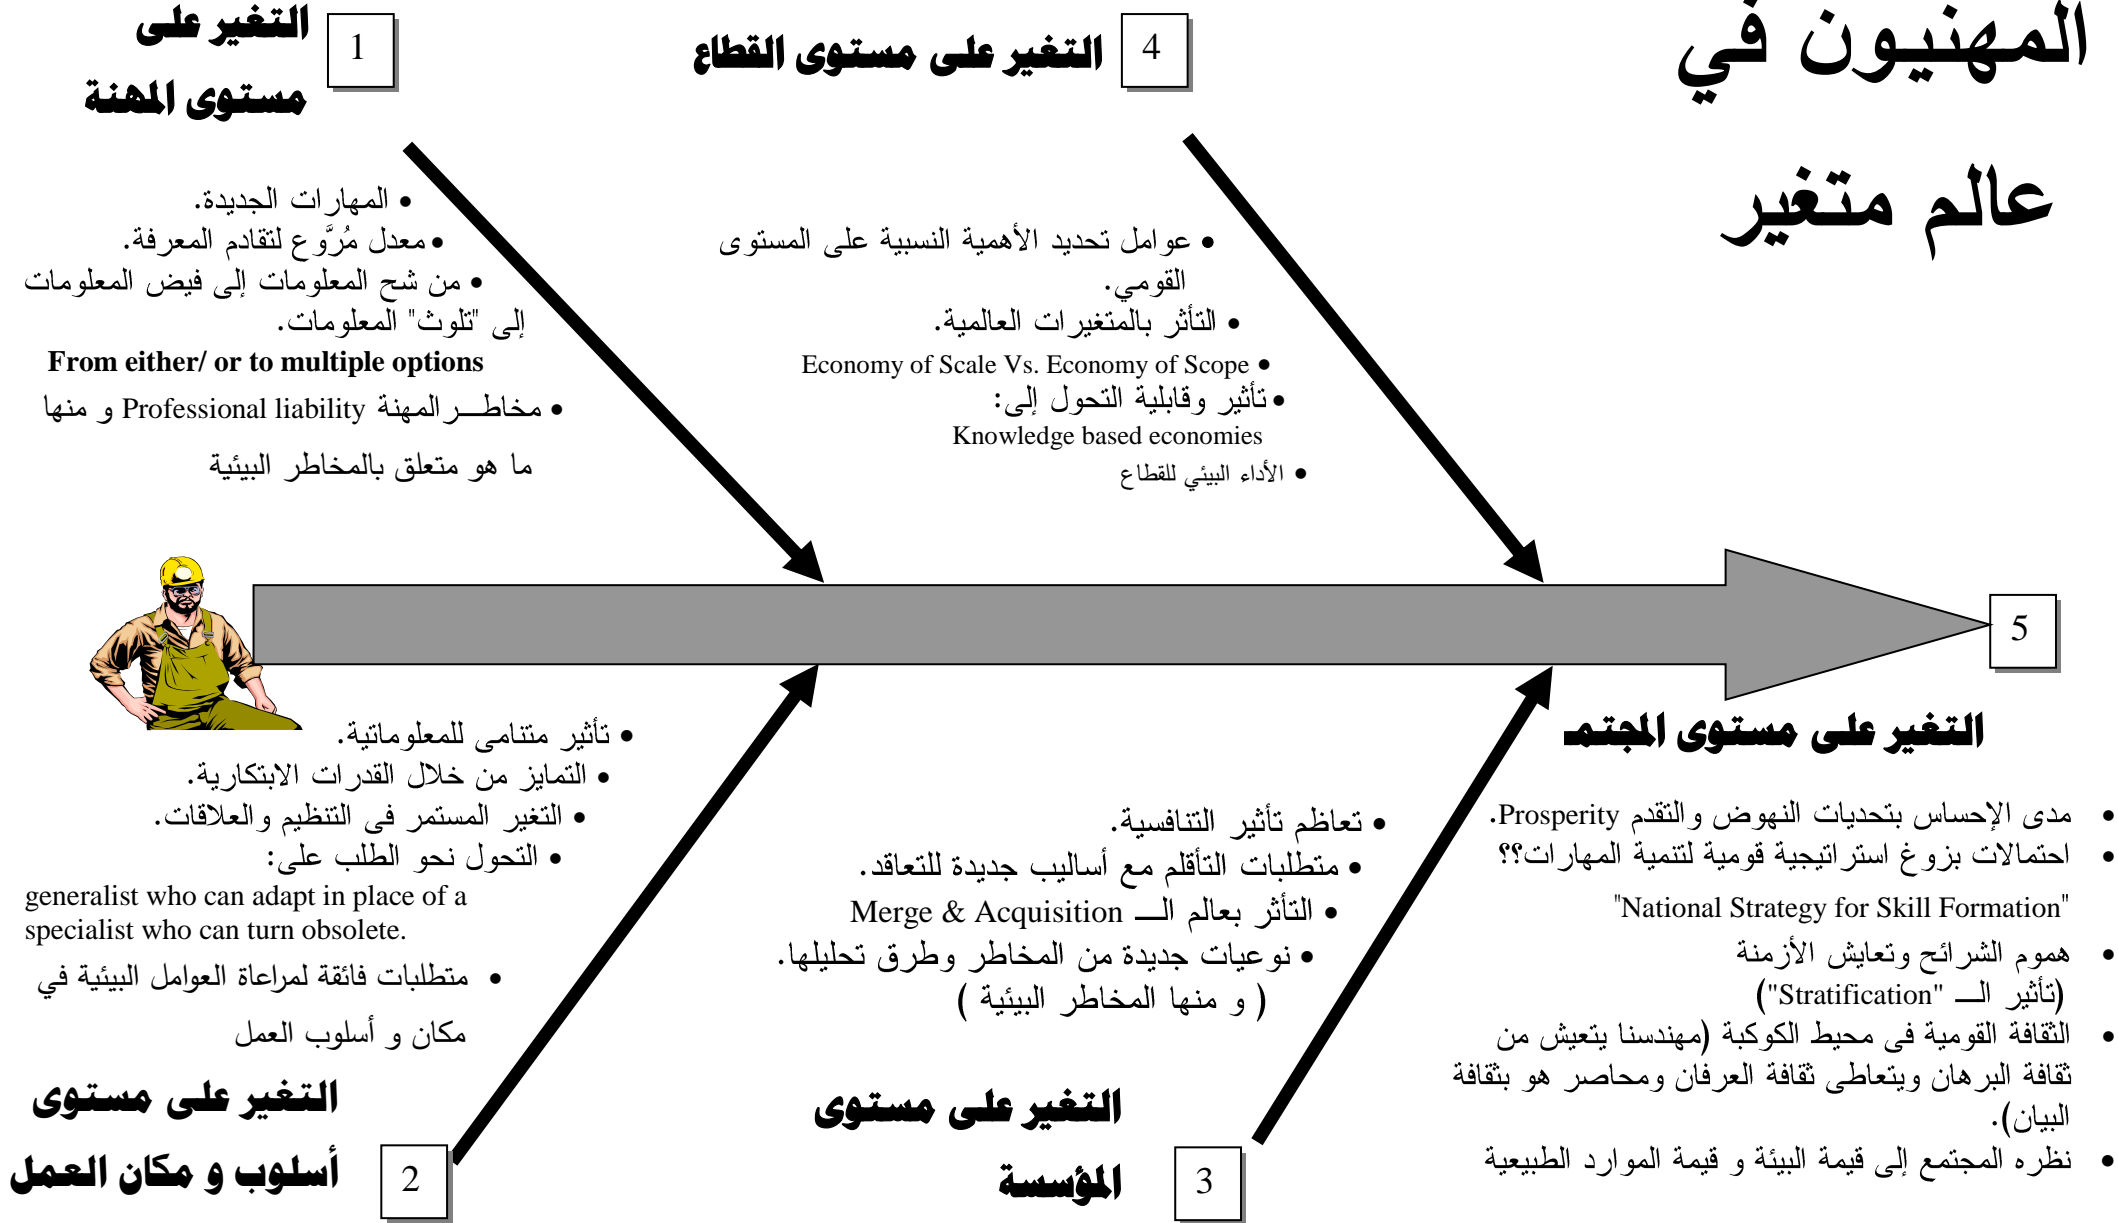 المهنيون في
عالم متغير
1
التغير على
مستوى المهنة
• المهارات الجديدة.
• معدل مُروَّع لتقادم المعرفة.
• من شح المعلومات إلى فيض المعلومات
إلى "تلوث" المعلومات.
From either/ or to multiple options
• مخاطــر المهنة Professional liability و منها
ما هو متعلق بالمخاطر البيئية
4
التغير على مستوى القطاع
• عوامل تحديد الأهمية النسبية على المستوى
القومي.
• التأثر بالمتغيرات العالمية.
Economy of Scale Vs. Economy of Scope •
• تأثير وقابلية التحول إلى:
Knowledge based economies
• الأداء البيئي للقطاع
5
التغير على مستوى المجتمـ
• مدى الإحساس بتحديات النهوض والتقدم Prosperity.
• احتمالات بزوغ استراتيجية قومية لتنمية المهارات؟؟
"National Strategy for Skill Formation"
• هموم الشرائح وتعايش الأزمنة
(تأثير الـــ "Stratification")
• الثقافة القومية فى محيط الكوكبة (مهندسنا يتعيش من
ثقافة البرهان ويتعاطى ثقافة العرفان ومحاصر هو بثقافة
البيان).
• نظره المجتمع إلى قيمة البيئة و قيمة الموارد الطبيعية
• تأثير متنامى للمعلوماتية.
• التمايز من خلال القدرات الابتكارية.
• التغير المستمر فى التنظيم والعلاقات.
• التحول نحو الطلب على:
generalist who can adapt in place of a
specialist who can turn obsolete.
• متطلبات فائقة لمراعاة العوامل البيئية في
مكان و أسلوب العمل
التغير على مستوى
أسلوب و مكان العمل
2
• تعاظم تأثير التنافسية.
• متطلبات التأقلم مع أساليب جديدة للتعاقد.
• التأثر بعالم الـــ Merge & Acquisition
• نوعيات جديدة من المخاطر وطرق تحليلها.
( و منها المخاطر البيئية )
التغير على مستوى
المؤسسة
3